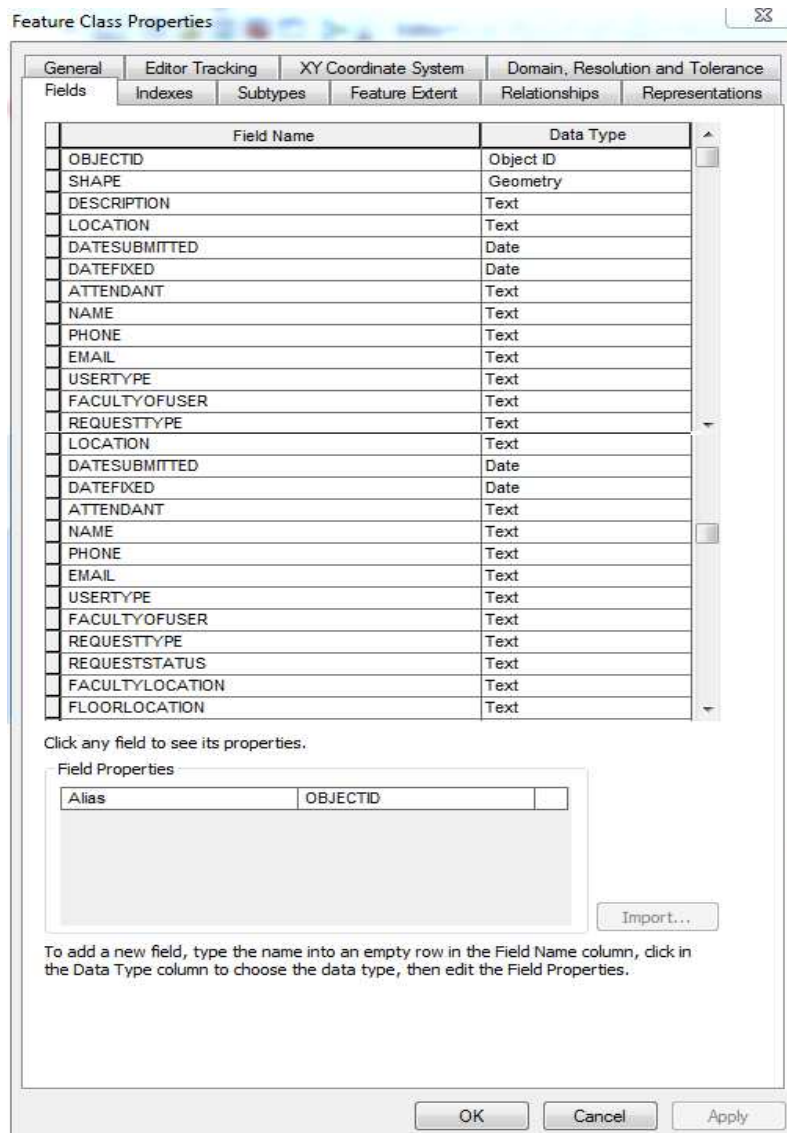 Feature Class Properties
General Editor Tracking XY Coordinate System Domain, Resolution and Tolerance
Fields Indexes Subtypes Feature Extent Relationships Representations
Field Name Data Type
OBJECTID Object ID
SHAPE Geometry
DESCRIPTION Text
LOCATION Text
DATESUBMITTED Date
DATEFIXED Date
ATTENDANT Text
NAME Text
PHONE Text
EMAIL Text
USERTYPE Text
FACULTYOFUSER Text
REQUESTTYPE Text
LOCATION Text
DATESUBMITTED Date
DATEFIXED Date
ATTENDANT Text
NAME Text
PHONE Text
EMAIL Text
USERTYPE Text
FACULTYOFUSER Text
REQUESTTYPE Text
REQUESTSTATUS Text
FACULTYLOCATION Text
FLOORLOCATION Text
Click any field to see its properties.
Field Properties
Alias OBJECTID
Import...
To add a new field, type the name into an empty row in the Field Name column, click in
the Data Type column to choose the data type, then edit the Field Properties.
OK Cancel Apply